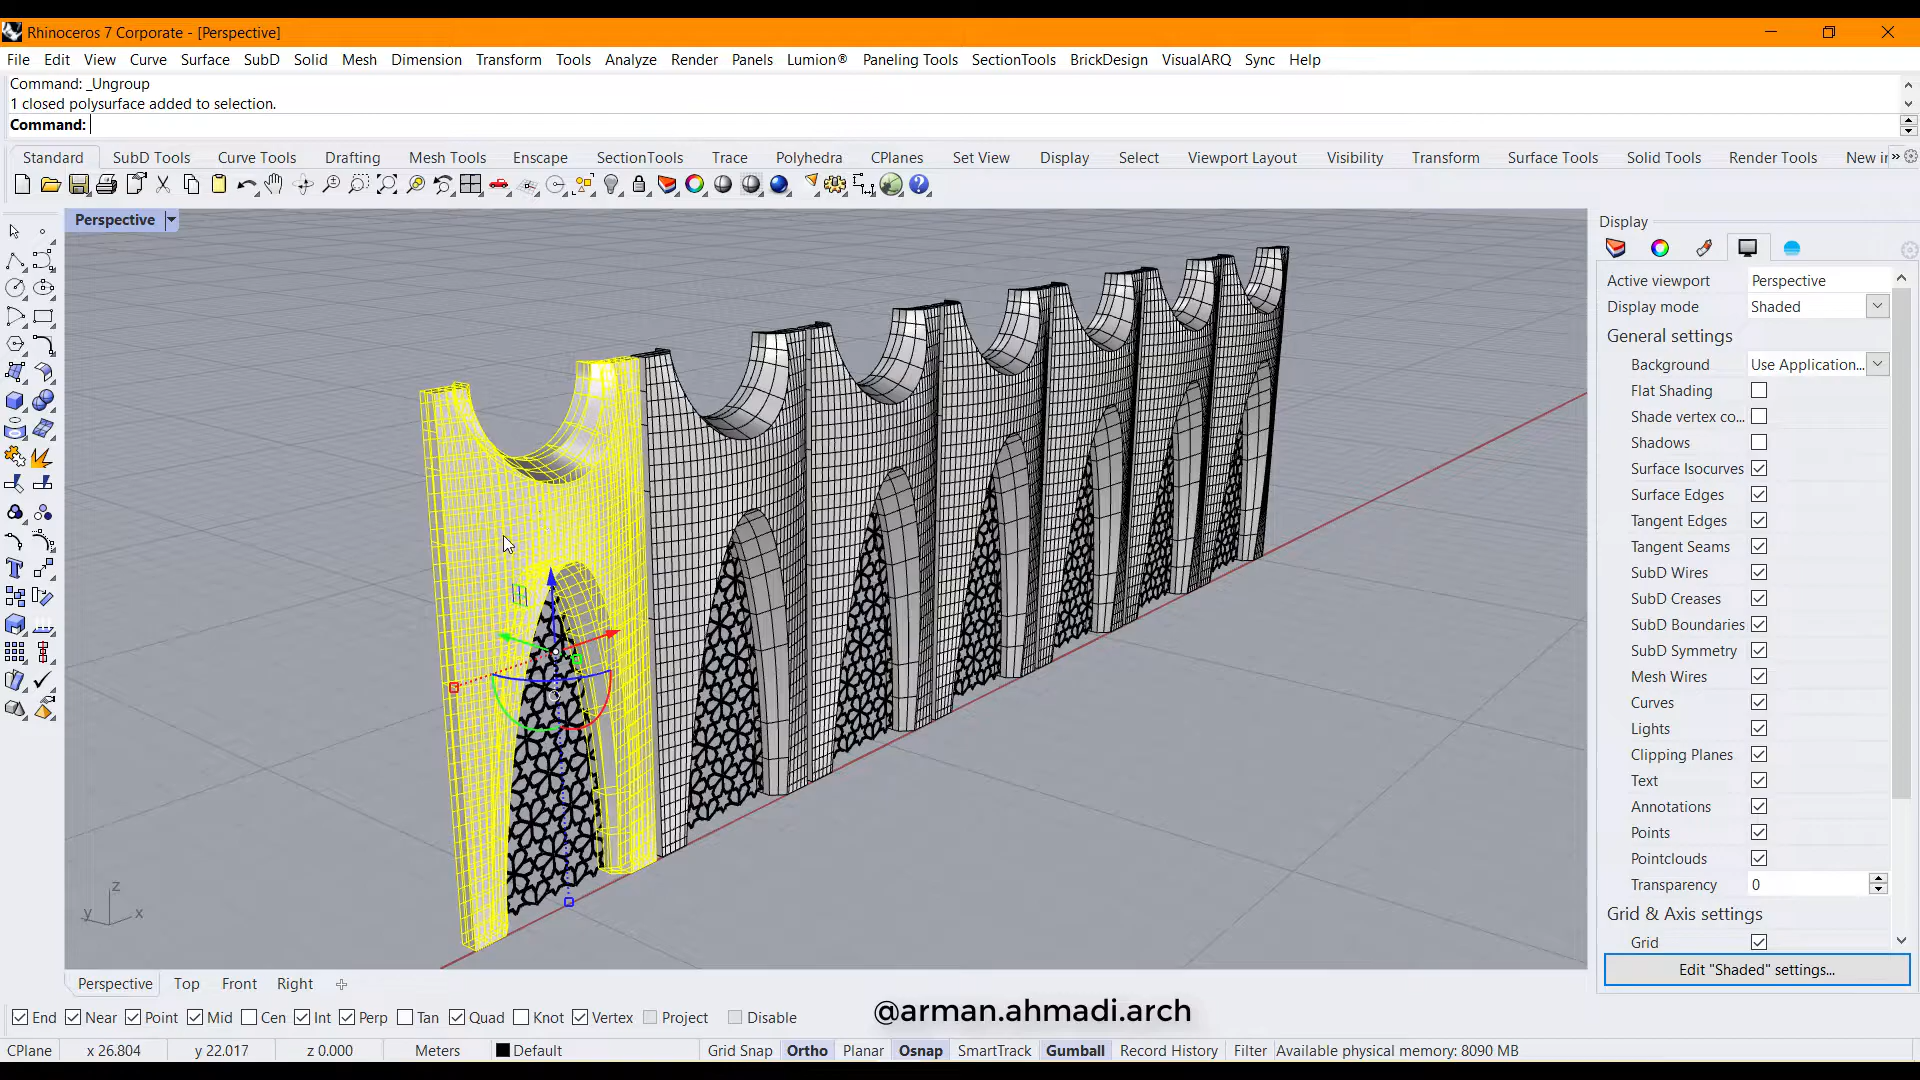 Rhinoceros 7 Corporate - [Perspective]
File Edit View Curve Surface SubD Solid Mesh Dimension Transform Tools Analyze Render Panels Lumion® Paneling Tools SectionTools BrickDesign VisualARQ Sync Help
Command: _Ungroup
1 closed polysurface added to selection.
Command:
Standard SubD Tools Curve Tools Drafting Mesh Tools Enscape SectionTools Trace Polyhedra CPlanes Set View Display Select Viewport Layout Visibility Transform Surface Tools Solid Tools Render Tools New in »
Perspective
Display
Active viewport Perspective
Display mode Shaded
General settings
Background Use Application...
Flat Shading
Shade vertex co...
Shadows
Surface Isocurves
Surface Edges
Tangent Edges
Tangent Seams
SubD Wires
SubD Creases
SubD Boundaries
SubD Symmetry
Mesh Wires
Curves
Lights
Clipping Planes
Text
Annotations
Points
Pointclouds
Transparency 0
Grid & Axis settings
Grid
Edit "Shaded" settings...
z
y x
Perspective Top Front Right
@arman.ahmadi.arch
End Near Point Mid Cen Int Perp Tan Quad Knot Vertex Project Disable
CPlane x 26.804 y 22.017 z 0.000 Meters Default Grid Snap Ortho Planar Osnap SmartTrack Gumball Record History Filter Available physical memory: 8090 MB